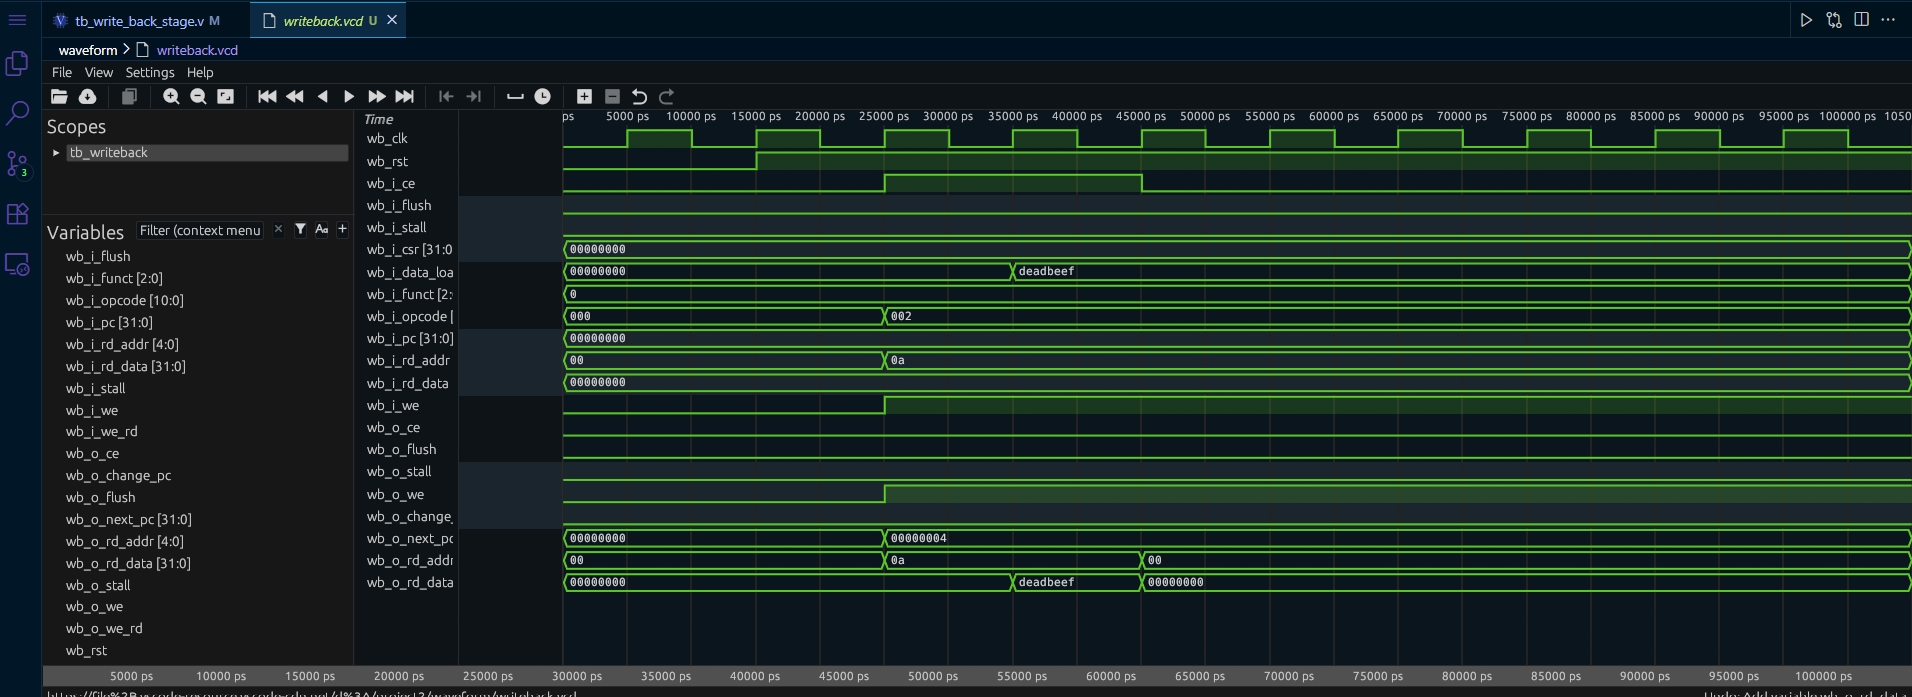 tb_write_back_stage.v M writeback.vcd U
waveform writeback.vcd
File View Settings Help
Scopes
tb_writeback
3
Variables Filter (context menu Aa
wb_i_flush
wb_i_funct [2:0]
wb_i_opcode [10:0]
wb_i_pc [31:0]
wb_i_rd_addr [4:0]
wb_i_rd_data [31:0]
wb_i_stall
wb_i_we
wb_i_we_rd
wb_o_ce
wb_o_change_pc
wb_o_flush
wb_o_next_pc [31:0]
wb_o_rd_addr [4:0]
wb_o_rd_data [31:0]
wb_o_stall
wb_o_we
wb_o_we_rd
wb_rst
Time ps 5000 ps 10000 ps 15000 ps 20000 ps 25000 ps 30000 ps 35000 ps 40000 ps 45000 ps 50000 ps 55000 ps 60000 ps 65000 ps 70000 ps 75000 ps 80000 ps 85000 ps 90000 ps 95000 ps 100000 ps 1050
wb_clk
wb_rst
wb_i_ce
wb_i_flush
wb_i_stall
wb_i_csr [31:0 00000000
wb_i_data_loa 00000000 deadbeef
wb_i_funct [2: 0
wb_i_opcode [ 000 002
wb_i_pc [31:0] 00000000
wb_i_rd_addr 00 0a
wb_i_rd_data 00000000
wb_i_we
wb_o_ce
wb_o_flush
wb_o_stall
wb_o_we
wb_o_change_
wb_o_next_pc 00000000 00000004
wb_o_rd_addr 00 0a 00
wb_o_rd_data 00000000 deadbeef 00000000
5000 ps 10000 ps 15000 ps 20000 ps 25000 ps 30000 ps 35000 ps 40000 ps 45000 ps 50000 ps 55000 ps 60000 ps 65000 ps 70000 ps 75000 ps 80000 ps 85000 ps 90000 ps 95000 ps 100000 ps